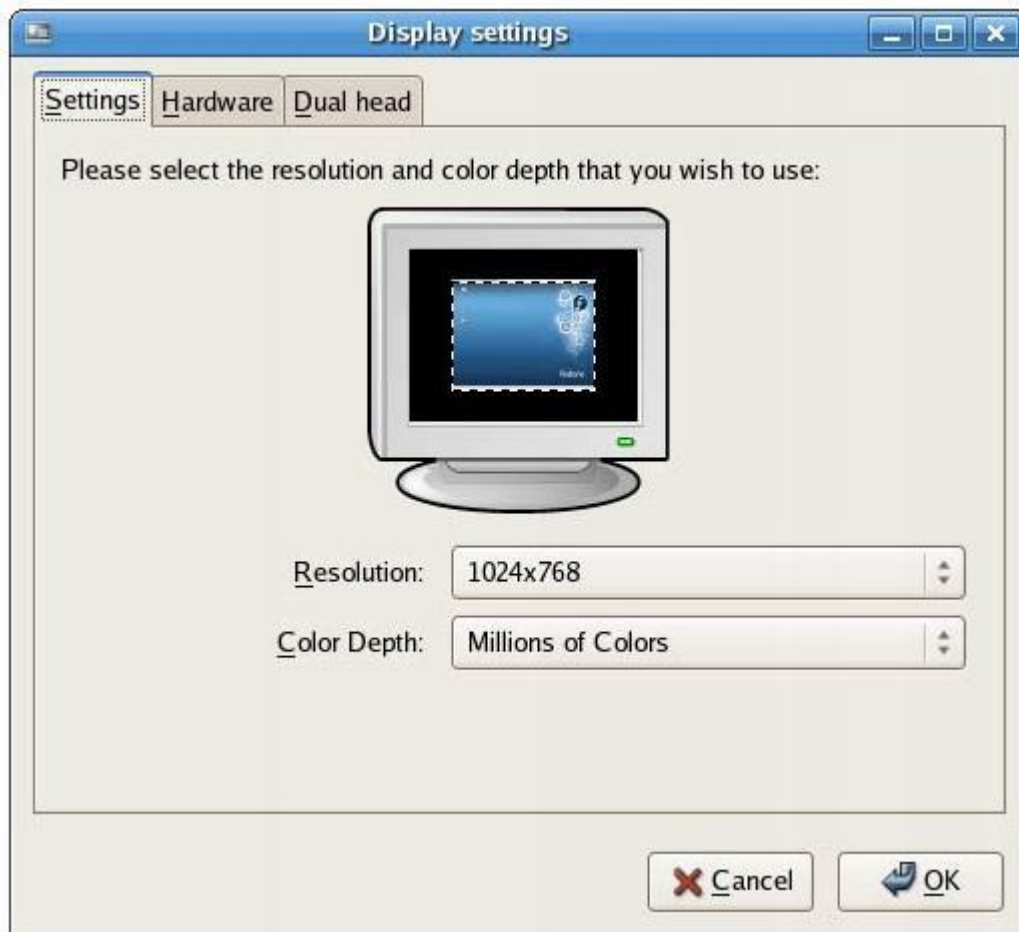 Display settings
Settings Hardware Dual head
Please select the resolution and color depth that you wish to use:
fedora
Resolution: 1024x768
Color Depth: Millions of Colors
Cancel OK